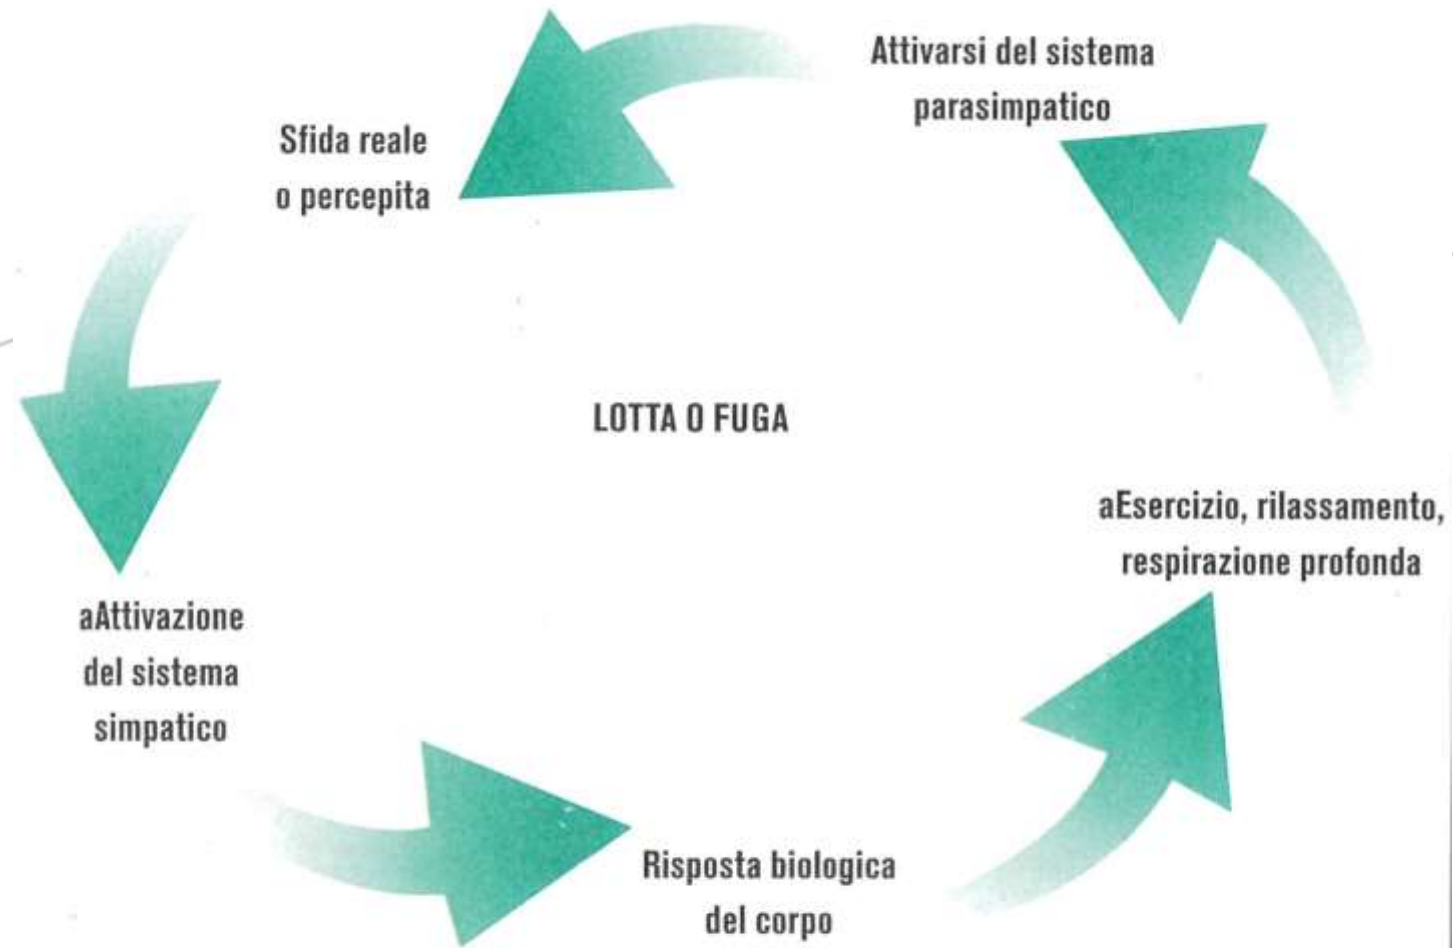 Attivarsi del sistema
parasimpatico
Sfida reale
o percepita
LOTTA O FUGA
aEsercizio, rilassamento,
respirazione profonda
aAttivazione
del sistema
simpatico
Risposta biologica
del corpo